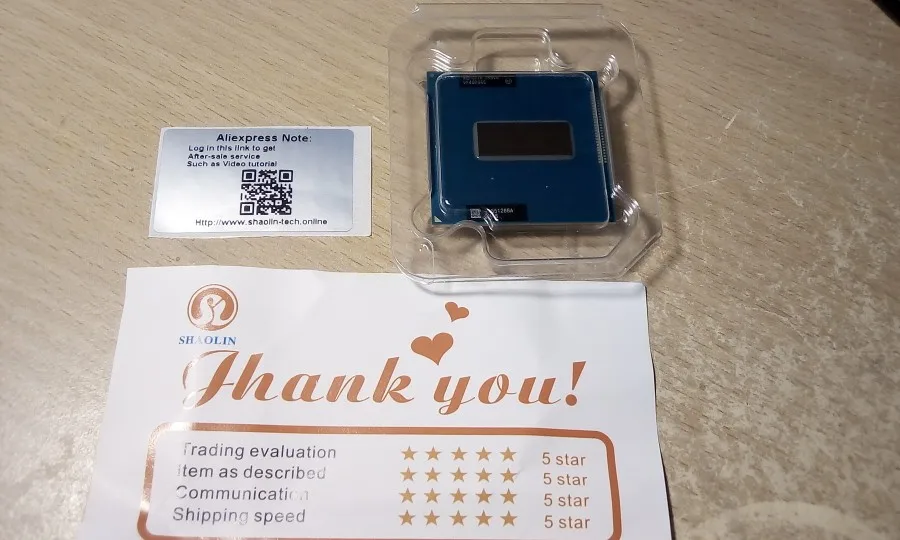 Aliexpress Note:
Log in this link to get
After-sale service
Such as Video tutorial
Http://www.shaolin-tech.online
SHAOLIN
Thank you!
Trading evaluation 5 star
Item as described 5 star
Communication 5 star
Shipping speed 5 star